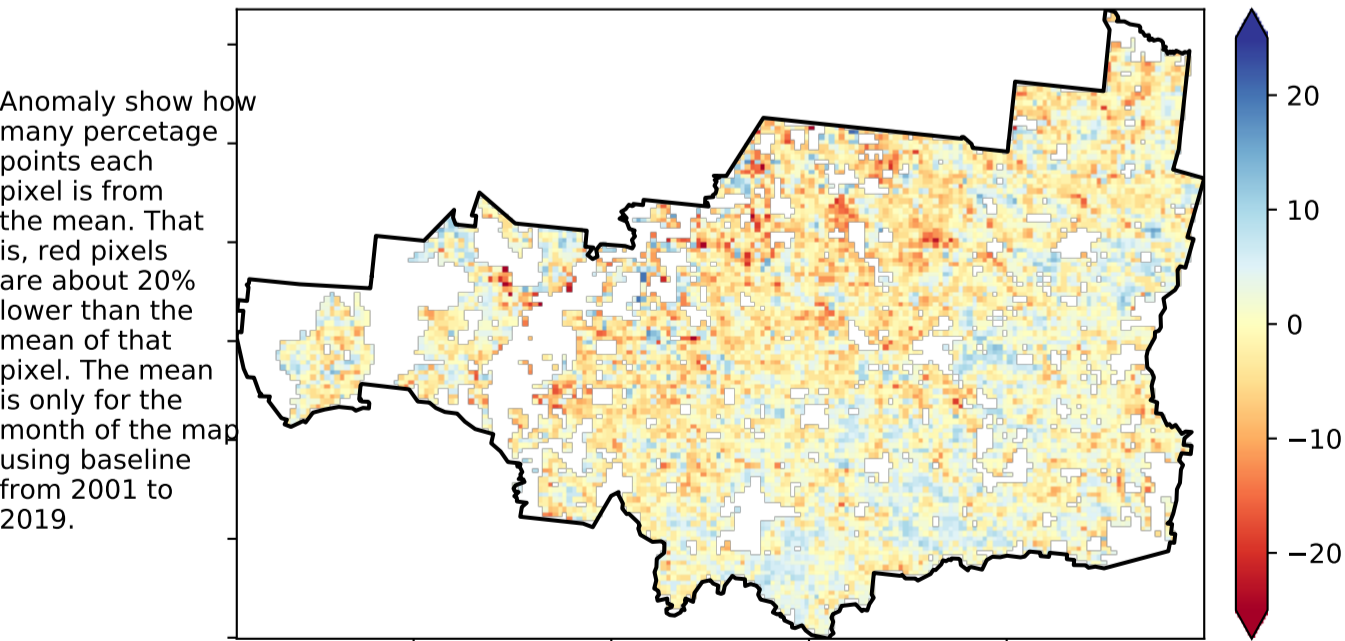 Anomaly show how
many percetage
points each
pixel is from
the mean. That
is, red pixels
are about 20%
lower than the
mean of that
pixel. The mean
is only for the
month of the map
using baseline
from 2001 to
2019.
20
10
0
−10
−20